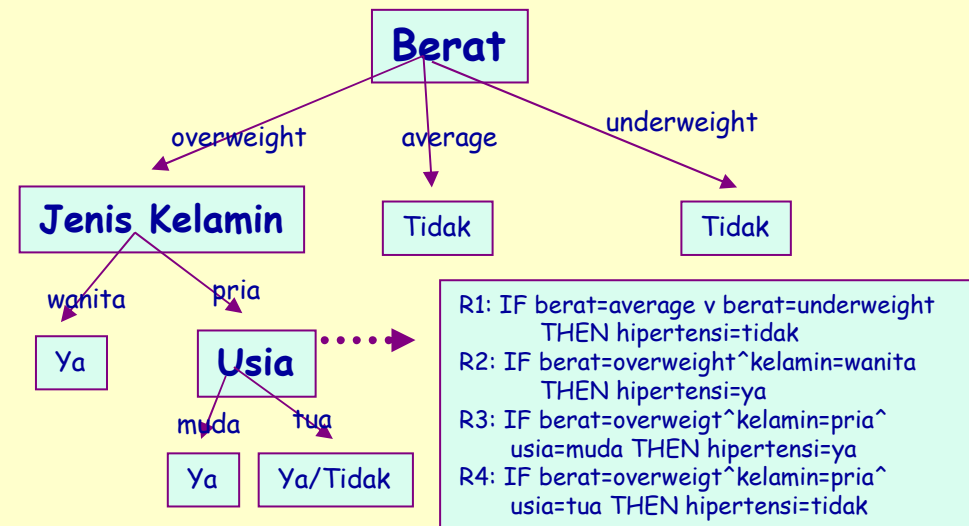 Berat
overweight
average
underweight
Jenis Kelamin
Tidak
Tidak
wanita
pria
Ya
Usia
muda
tua
Ya
Ya/Tidak
R1: IF berat=average v berat=underweight
THEN hipertensi=tidak
R2: IF berat=overweight^kelamin=wanita
THEN hipertensi=ya
R3: IF berat=overweigt^kelamin=pria^
usia=muda THEN hipertensi=ya
R4: IF berat=overweigt^kelamin=pria^
usia=tua THEN hipertensi=tidak